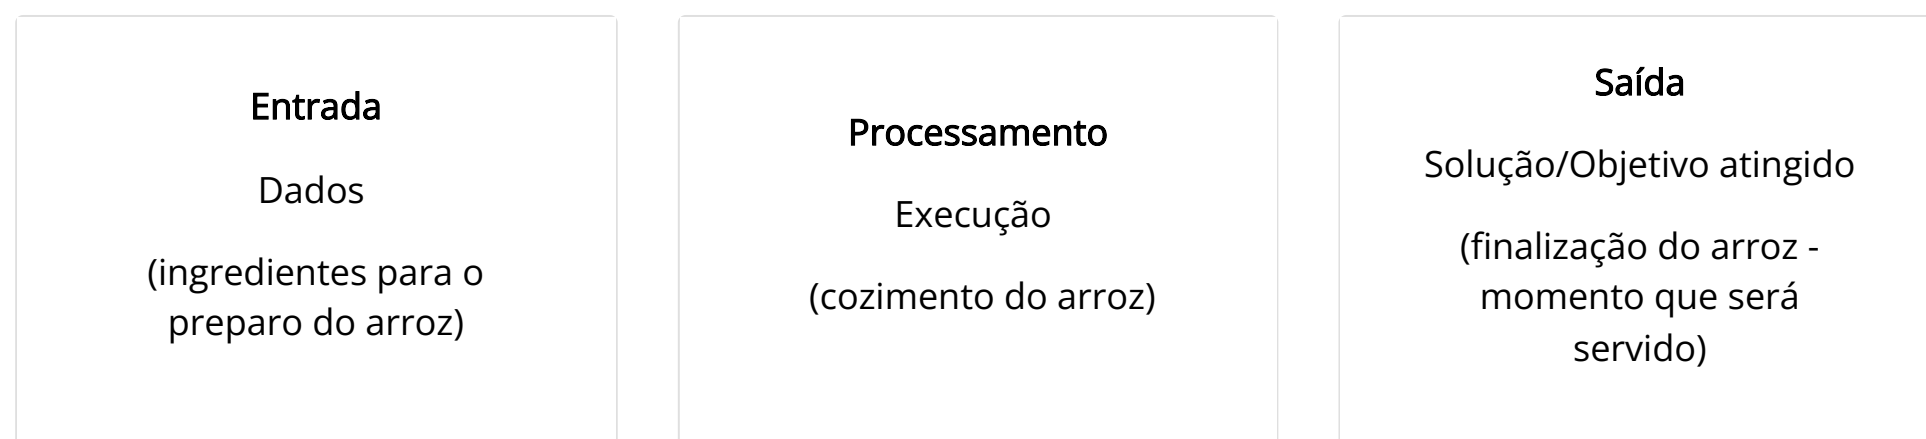 Entrada
Dados
(ingredientes para o
preparo do arroz)
Processamento
Execução
(cozimento do arroz)
Saída
Solução/Objetivo atingido
(finalização do arroz -
momento que será
servido)